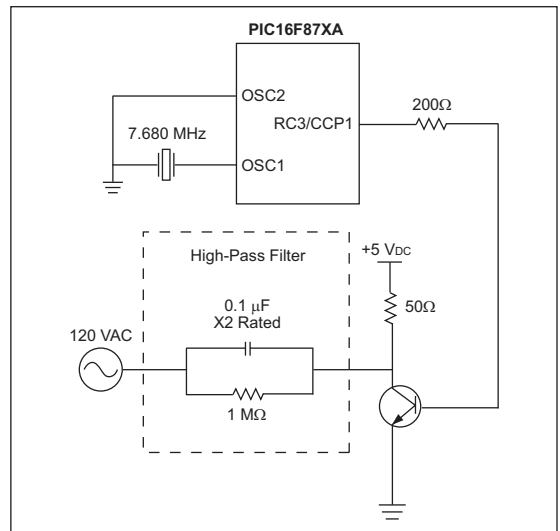 PIC16F87XA
OSC2
200Ω
RC3/CCP1
7.680 MHz
OSC1
High-Pass Filter
+5 VDC
0.1 μF
X2 Rated
50Ω
120 VAC
1 MΩ